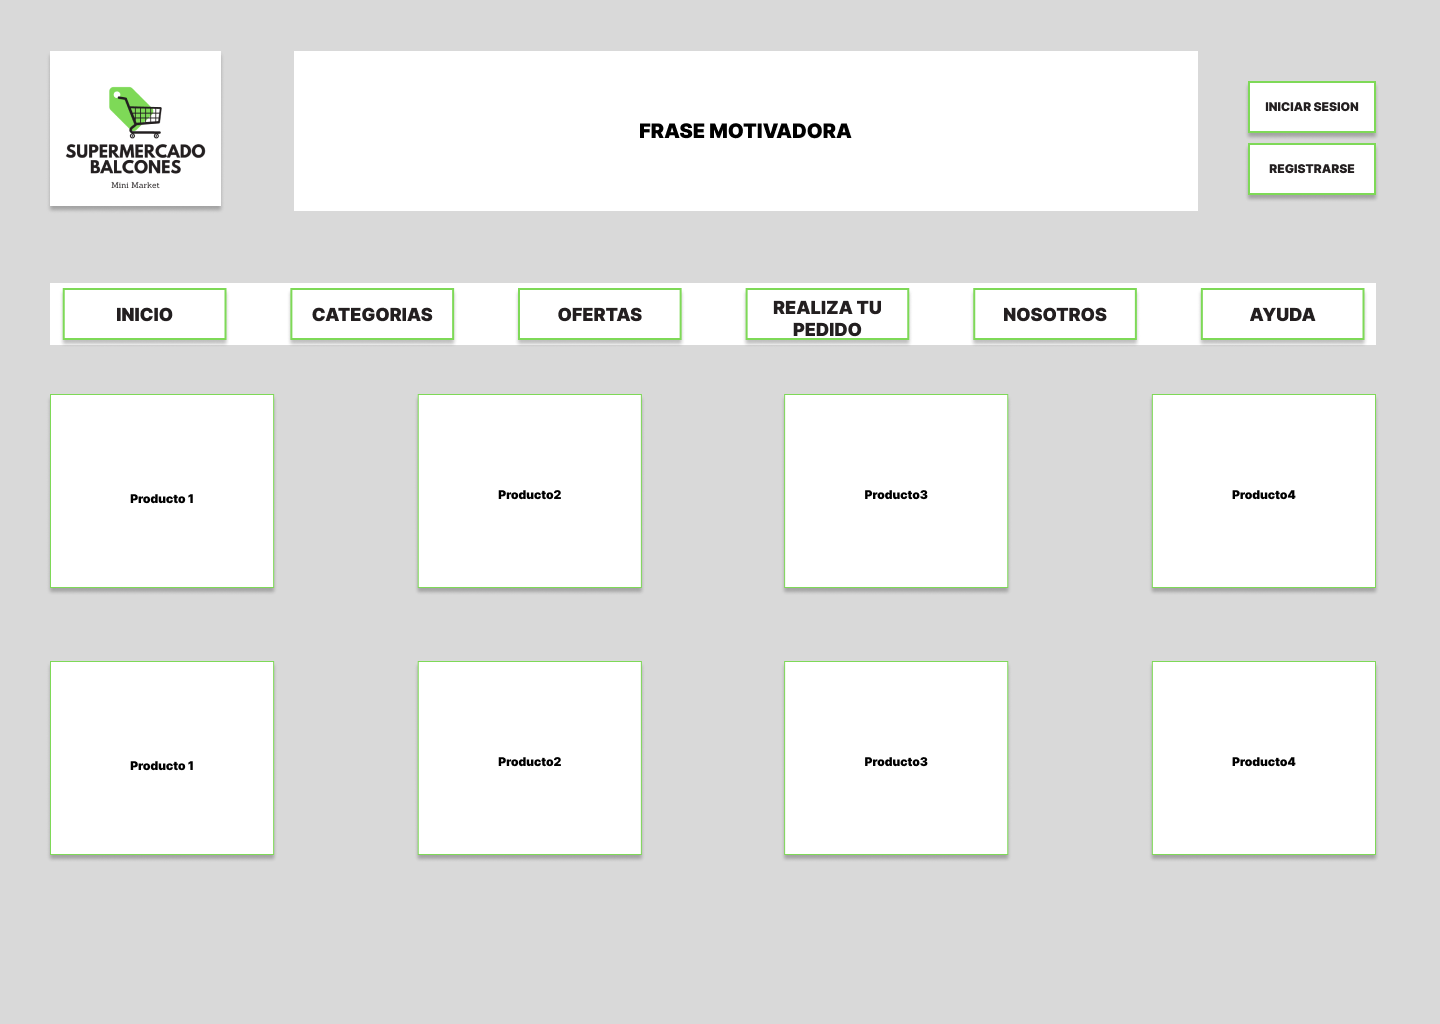 SUPERMERCADO
BALCONES
Mini Market
FRASE MOTIVADORA
INICIAR SESION
REGISTRARSE
INICIO
CATEGORIAS
OFERTAS
REALIZA TU
PEDIDO
NOSOTROS
AYUDA
Producto 1
Producto2
Producto3
Producto4
Producto 1
Producto2
Producto3
Producto4